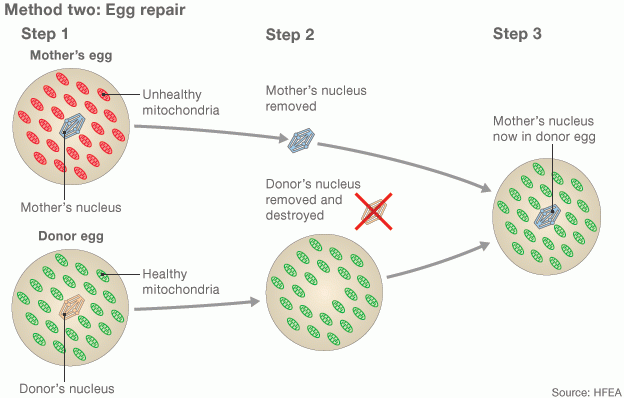 Method two: Egg repair
Step 1
Step 2
Step 3
Mother's egg
Unhealthy
mitochondria
Mother's nucleus
Mother's nucleus
removed
Donor's nucleus
removed and
destroyed
Mother's nucleus
now in donor egg
Donor egg
Healthy
mitochondria
Donor's nucleus
Source: HFEA